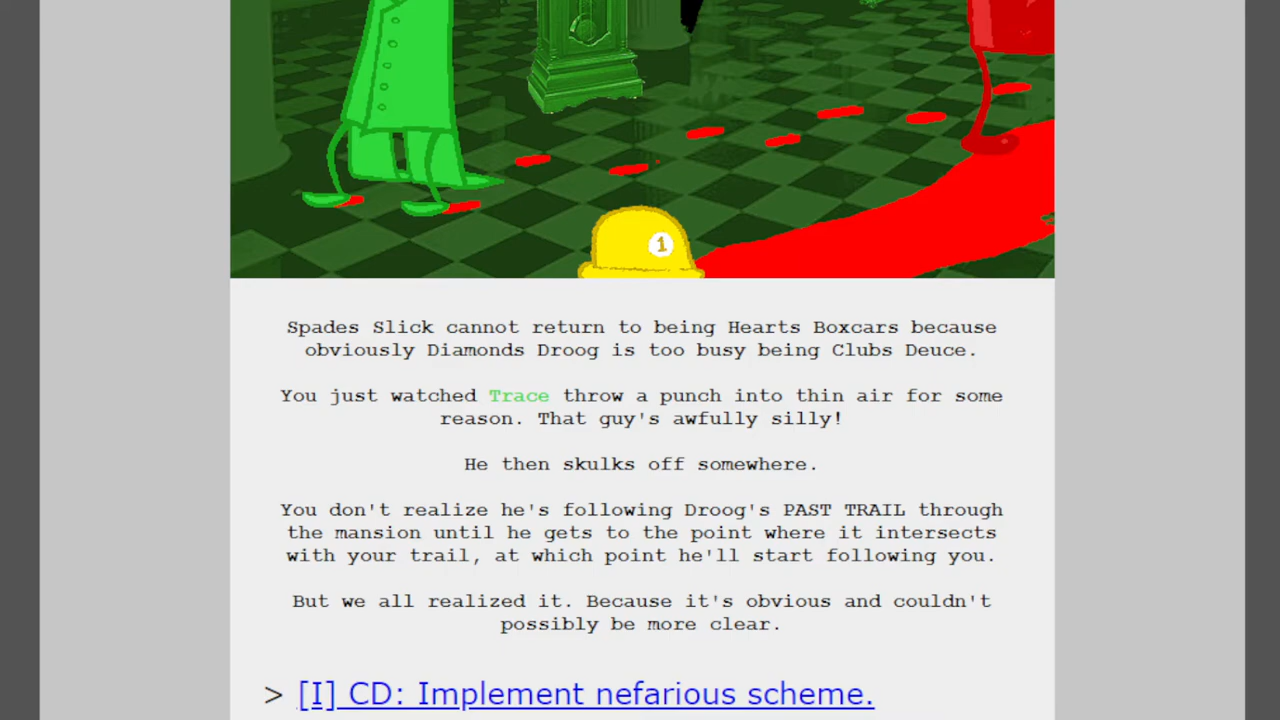 1
Spades Slick cannot return to being Hearts Boxcars because
obviously Diamonds Droog is too busy being Clubs Deuce.
You just watched Trace throw a punch into thin air for some
reason. That guy's awfully silly!
He then skulks off somewhere.
You don't realize he's following Droog's PAST TRAIL through
the mansion until he gets to the point where it intersects
with your trail, at which point he'll start following you.
But we all realized it. Because it's obvious and couldn't
possibly be more clear.
> [I] CD: Implement nefarious scheme.